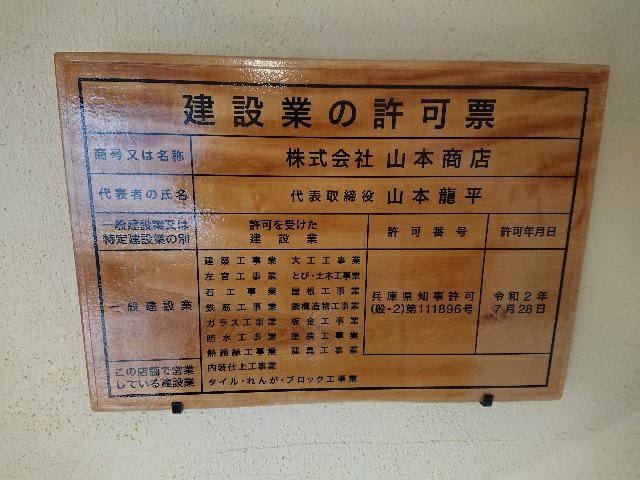 建設業の許可票
商号又は名称 株式会社 山本商店
代表者の氏名 代表取締役 山本龍平
一般建設業又は特定建設業の別 許可を受けた建設業 許可番号 許可年月日
一般建設業
建築工事業 大工工事業
左官工事業 とび・土木工事業
石工事業 屋根工事業
鉄筋工事業 鋼構造物工事業
ガラス工事業 板金工事業
防水工事業 塗装工事業
熱絶縁工事業 建具工事業
内装仕上工事業
タイル・れんが・ブロック工事業
兵庫県知事許可
(般-2)第111896号
令和2年
7月28日
この店舗で営業
している建設業